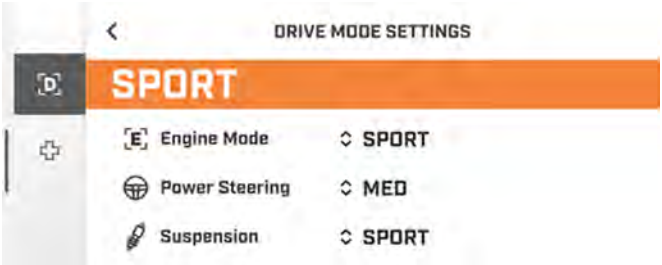 DRIVE MODE SETTINGS
[D]
SPORT
[E] Engine Mode SPORT
Power Steering MED
Suspension SPORT